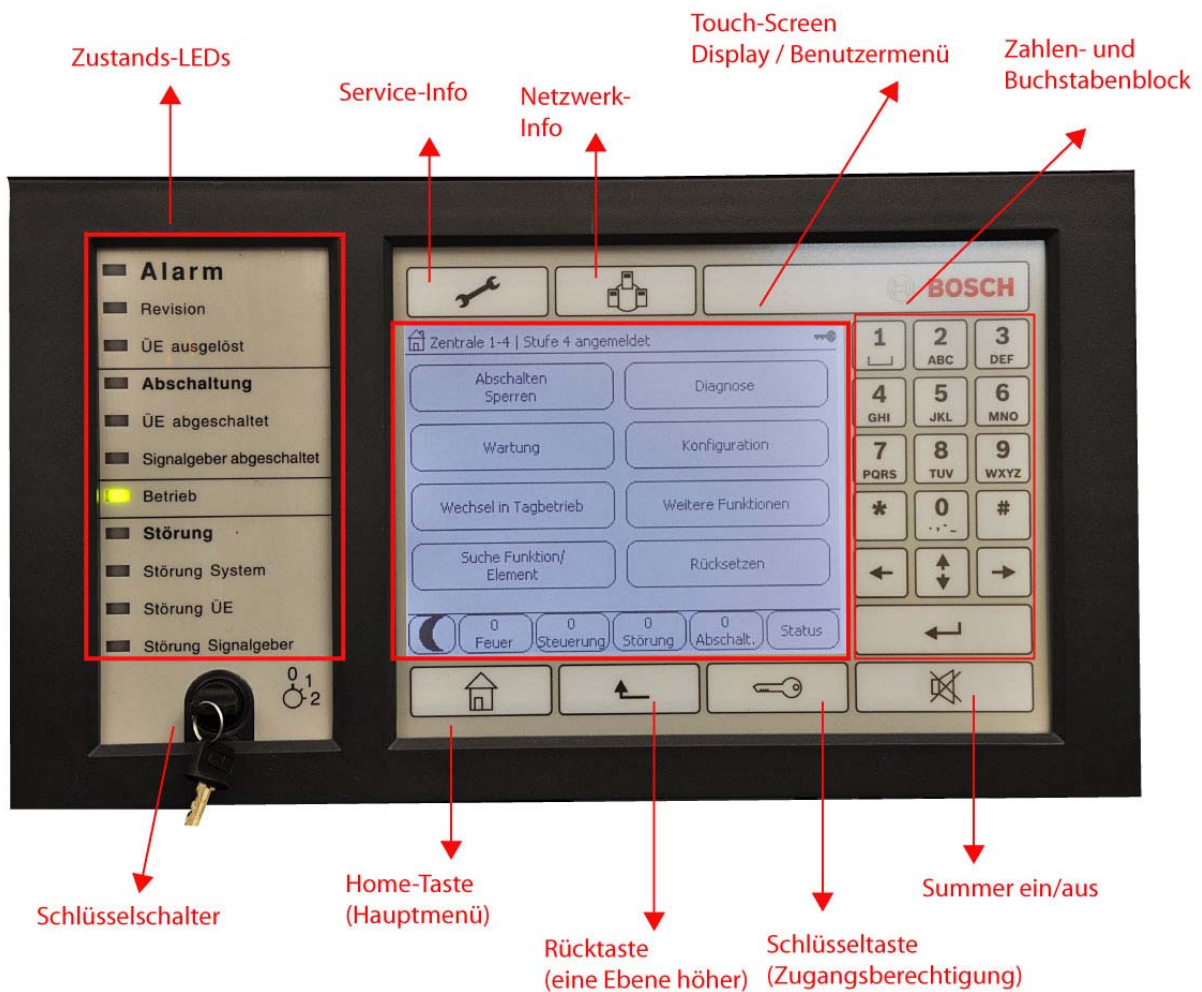 Touch-Screen
Display / Benutzermenü
Zahlen- und
Buchstabenblock
Zustands-LEDs
Service-Info
Netzwerk-
Info
Alarm
Revision
ÜE ausgelöst
Abschaltung
ÜE abgeschaltet
Signalgeber abgeschaltet
Betrieb
Störung
Störung System
Störung ÜE
Störung Signalgeber
0
1
2
BOSCH
Zentrale 1-4 | Stufe 4 angemeldet
Abschalten
Sperren
Diagnose
Wartung
Konfiguration
Wechsel in Tagbetrieb
Weitere Funktionen
Suche Funktion/
Element
Rücksetzen
0
Feuer
0
Steuerung
0
Störung
0
Abschalt.
Status
1 2 3
ABC DEF
4 5 6
GHI JKL MNO
7 8 9
PQRS TUV WXYZ
* 0 #
.,-_
Schlüsselschalter
Home-Taste
(Hauptmenü)
Rücktaste
(eine Ebene höher)
Schlüsseltaste
(Zugangsberechtigung)
Summer ein/aus